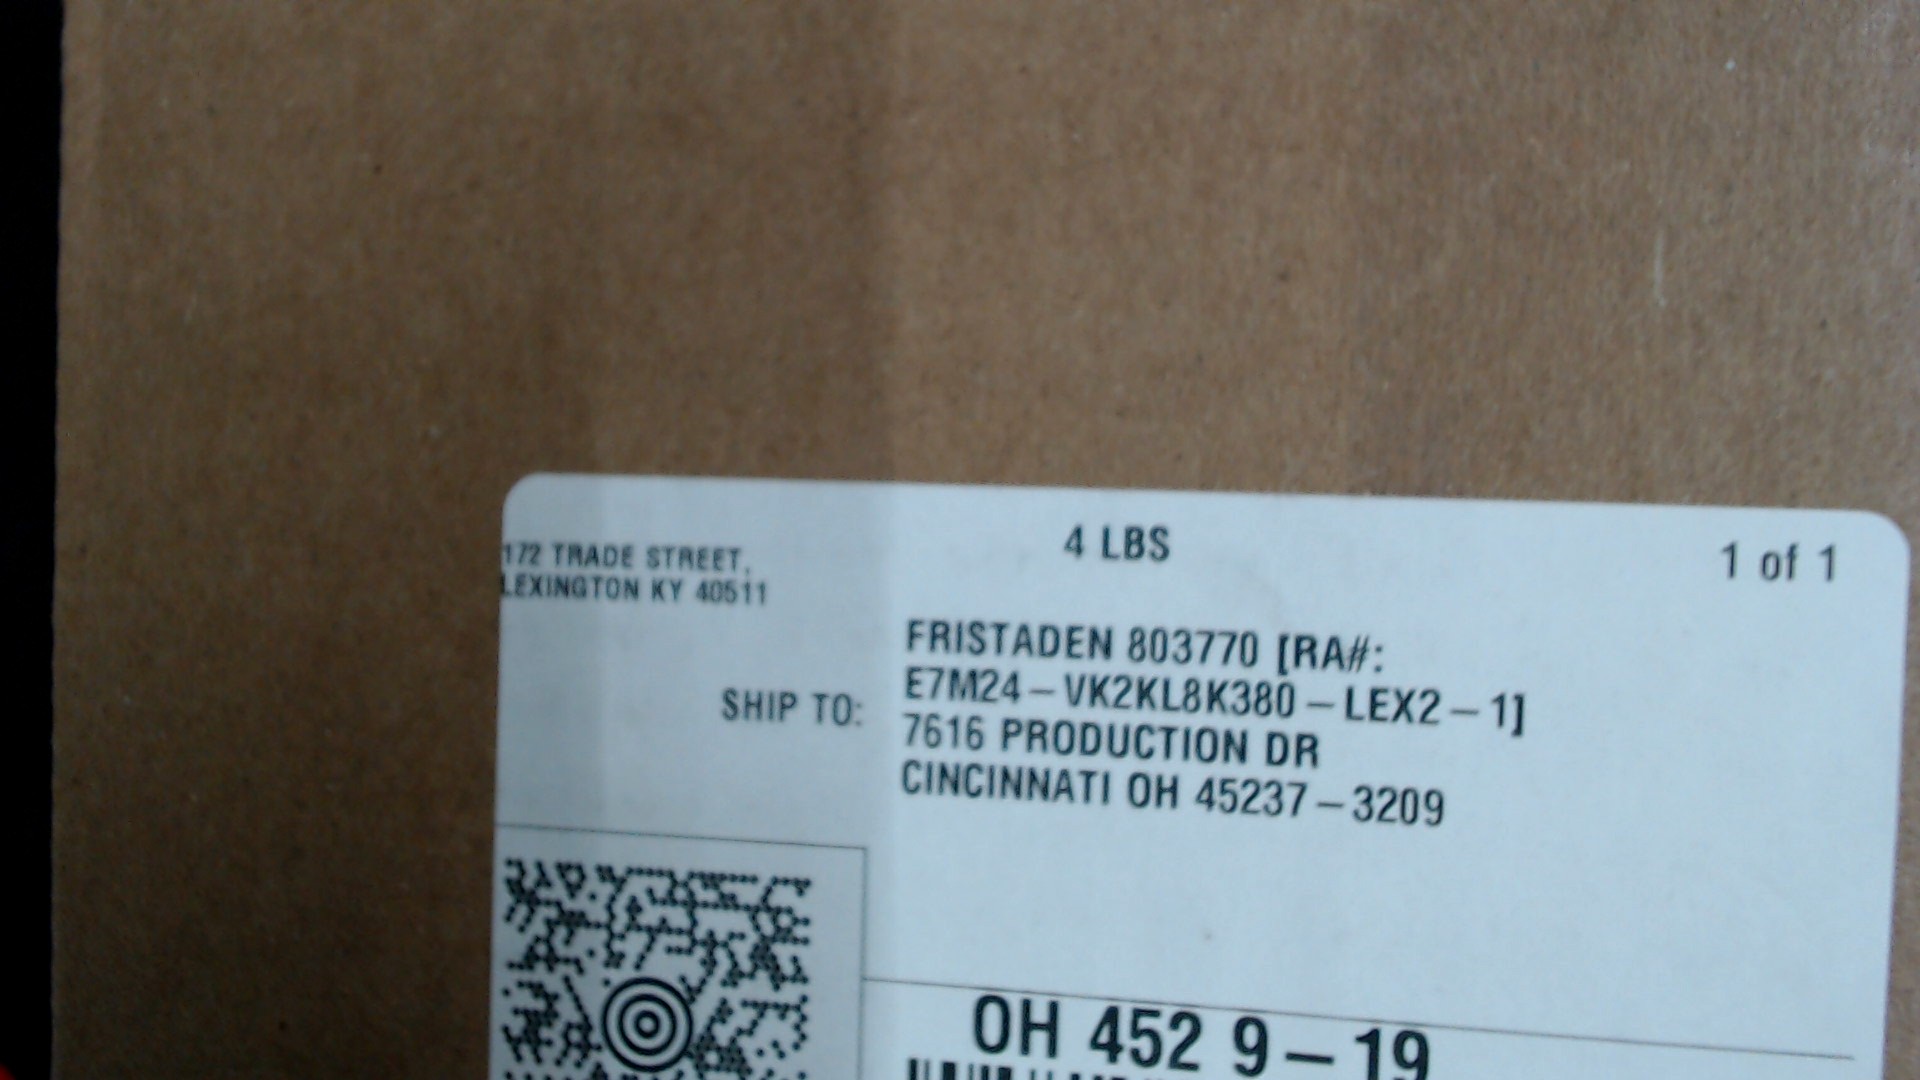 172 TRADE STREET,
LEXINGTON KY 40511
4 LBS
1 of 1
SHIP TO:
FRISTADEN 803770 [RA#:
E7M24-VK2KL8K380-LEX2-1]
7616 PRODUCTION DR
CINCINNATI OH 45237-3209
OH 452 9-19